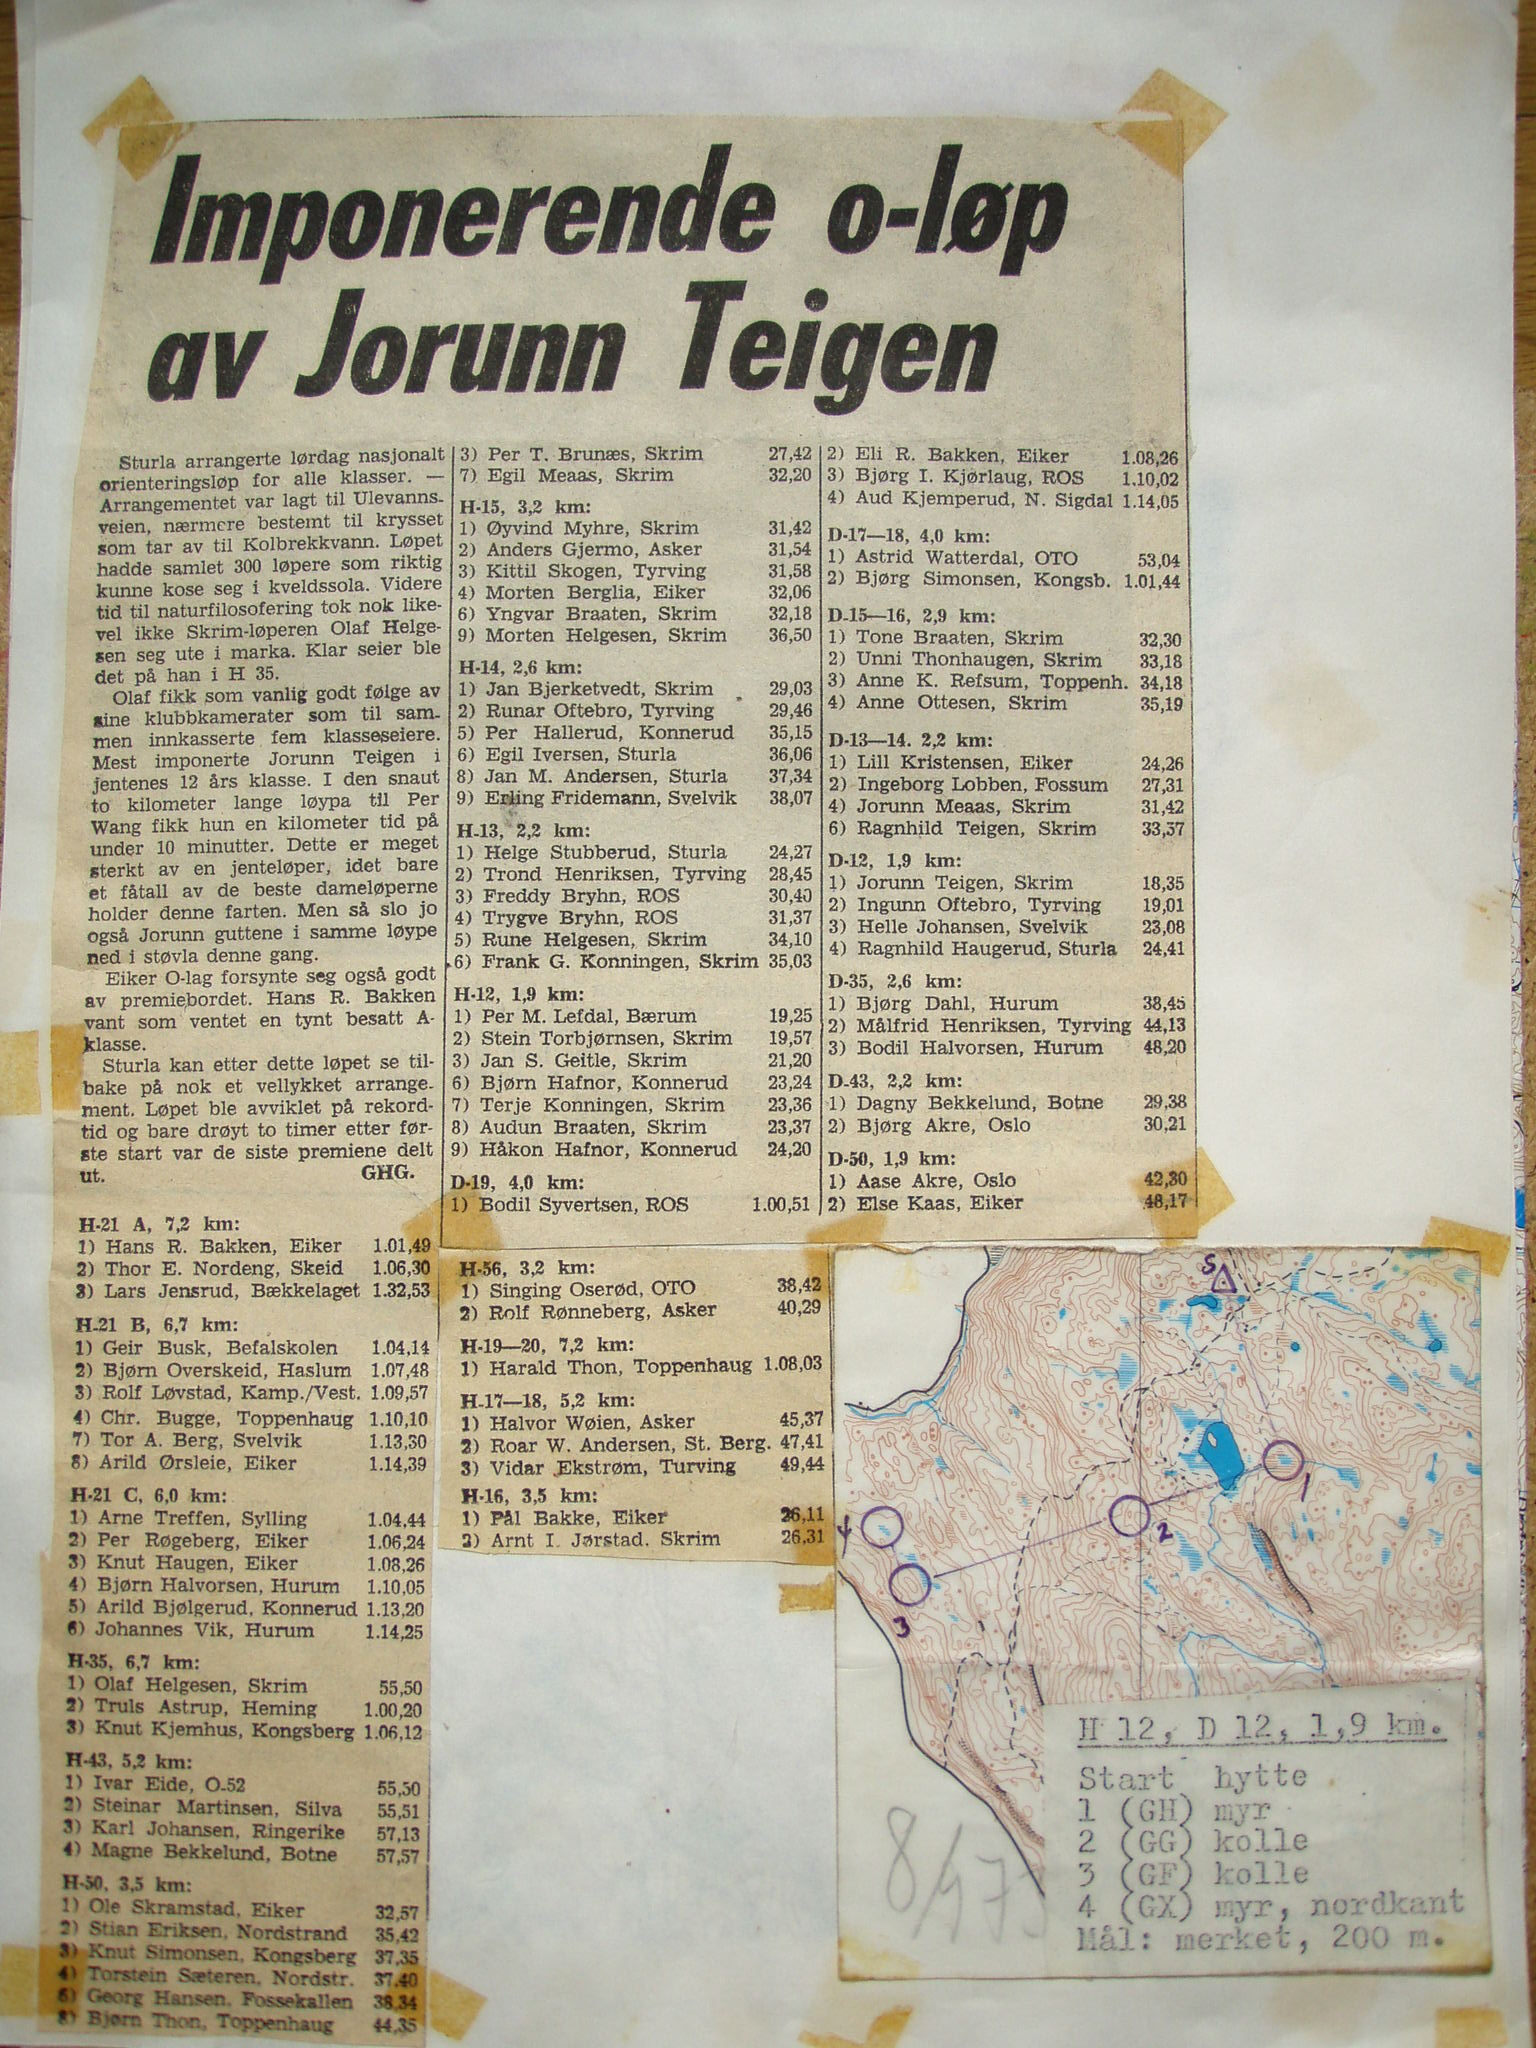 Imponerende o-løp
av Jorunn Teigen
Sturla arrangerte lørdag nasjonalt
orienteringsløp for alle klasser. —
Arrangementet var lagt til Ulevanns-
veien, nærmere bestemt til krysset
som tar av til Kolbrekkvann. Løpet
hadde samlet 300 løpere som riktig
kunne kose seg i kveldssola. Videre
tid til naturfilosofering tok nok like-
vel ikke Skrim-løperen Olaf Helge-
sen seg ute i marka. Klar seier ble
det på han i H 35.
Olaf fikk som vanlig godt følge av
sine klubbkamerater som til sam-
men innkasserte fem klasseseiere.
Mest imponerte Jorunn Teigen i
jentenes 12 års klasse. I den snaut
to kilometer lange løypa til Per
Wang fikk hun en kilometer tid på
under 10 minutter. Dette er meget
sterkt av en jenteløper, idet bare
et fåtall av de beste dameløperne
holder denne farten. Men så slo jo
også Jorunn guttene i samme løype
ned i støvla denne gang.
Eiker O-lag forsynte seg også godt
av premiebordet. Hans R. Bakken
vant som ventet en tynt besatt A-
klasse.
Sturla kan etter dette løpet se til-
bake på nok et vellykket arrange-
ment. Løpet ble avviklet på rekord-
tid og bare drøyt to timer etter før-
ste start var de siste premiene delt
ut. GHG.
H-21 A, 7,2 km:
1) Hans R. Bakken, Eiker 1.01,49
2) Thor E. Nordeng, Skeid 1.06,30
3) Lars Jensrud, Bækkelaget 1.32,53
H-21 B, 6,7 km:
1) Geir Busk, Befalskolen 1.04,14
2) Bjørn Overskeid, Haslum 1.07,48
3) Rolf Løvstad, Kamp./Vest. 1.09,57
4) Chr. Bugge, Toppenhaug 1.10,10
7) Tor A. Berg, Svelvik 1.13,30
8) Arild Ørsleie, Eiker 1.14,39
H-21 C, 6,0 km:
1) Arne Treffen, Sylling 1.04,44
2) Per Røgeberg, Eiker 1.06,24
3) Knut Haugen, Eiker 1.08,26
4) Bjørn Halvorsen, Hurum 1.10,05
5) Arild Bjølgerud, Konnerud 1.13,20
6) Johannes Vik, Hurum 1.14,25
H-35, 6,7 km:
1) Olaf Helgesen, Skrim 55,50
2) Truls Astrup, Heming 1.00,20
3) Knut Kjemhus, Kongsberg 1.06,12
H-43, 5,2 km:
1) Ivar Eide, O-52 55,50
2) Steinar Martinsen, Silva 55,51
3) Karl Johansen, Ringerike 57,13
4) Magne Bekkelund, Botne 57,57
H-50, 3,5 km:
1) Ole Skramstad, Eiker 32,57
2) Stian Eriksen, Nordstrand 35,42
3) Knut Simonsen, Kongsberg 37,35
4) Torstein Sæteren, Nordstr. 37,40
Georg Hansen, Fossekallen 38,34
8) Bjørn Thon, Toppenhaug 44,35
3) Per T. Brunæs, Skrim 27,42
7) Egil Meaas, Skrim 32,20
H-15, 3,2 km:
1) Øyvind Myhre, Skrim 31,42
2) Anders Gjermo, Asker 31,54
3) Kittil Skogen, Tyrving 31,58
4) Morten Berglia, Eiker 32,06
6) Yngvar Braaten, Skrim 32,18
9) Morten Helgesen, Skrim 36,50
H-14, 2,6 km:
1) Jan Bjerketvedt, Skrim 29,03
2) Runar Oftebro, Tyrving 29,46
5) Per Hallerud, Konnerud 35,15
6) Egil Iversen, Sturla 36,06
8) Jan M. Andersen, Sturla 37,34
9) Erling Fridemann, Svelvik 38,07
H-13, 2,2 km:
1) Helge Stubberud, Sturla 24,27
2) Trond Henriksen, Tyrving 28,45
3) Freddy Bryhn, ROS 30,40
4) Trygve Bryhn, ROS 31,37
5) Rune Helgesen, Skrim 34,10
6) Frank G. Konningen, Skrim 35,03
H-12, 1,9 km:
1) Per M. Lefdal, Bærum 19,25
2) Stein Torbjørnsen, Skrim 19,57
3) Jan S. Geitle, Skrim 21,20
6) Bjørn Hafnor, Konnerud 23,24
7) Terje Konningen, Skrim 23,36
8) Audun Braaten, Skrim 23,37
9) Håkon Hafnor, Konnerud 24,20
D-19, 4,0 km:
1) Bodil Syvertsen, ROS 1.00,51
H-56, 3,2 km:
1) Singing Oserød, OTO 38,42
2) Rolf Rønneberg, Asker 40,29
H-19—20, 7,2 km:
1) Harald Thon, Toppenhaug 1.08,03
H-17—18, 5,2 km:
1) Halvor Wøien, Asker 45,37
2) Roar W. Andersen, St. Berg. 47,41
3) Vidar Ekstrøm, Turving 49,44
H-16, 3,5 km:
1) Pål Bakke, Eiker 26,11
2) Arnt I. Jørstad. Skrim 26,31
2) Eli R. Bakken, Eiker 1.08,26
3) Bjørg I. Kjørlaug, ROS 1.10,02
4) Aud Kjemperud, N. Sigdal 1.14,05
D-17—18, 4,0 km:
1) Astrid Watterdal, OTO 53,04
2) Bjørg Simonsen, Kongsb. 1.01,44
D-15—16, 2,9 km:
1) Tone Braaten, Skrim 32,30
2) Unni Thonhaugen, Skrim 33,18
3) Anne K. Refsum, Toppenh. 34,18
4) Anne Ottesen, Skrim 35,19
D-13—14. 2,2 km:
1) Lill Kristensen, Eiker 24,26
2) Ingeborg Lobben, Fossum 27,31
4) Jorunn Meaas, Skrim 31,42
6) Ragnhild Teigen, Skrim 33,37
D-12, 1,9 km:
1) Jorunn Teigen, Skrim 18,35
2) Ingunn Oftebro, Tyrving 19,01
3) Helle Johansen, Svelvik 23,08
4) Ragnhild Haugerud, Sturla 24,41
D-35, 2,6 km:
1) Bjørg Dahl, Hurum 38,45
2) Målfrid Henriksen, Tyrving 44,13
3) Bodil Halvorsen, Hurum 48,20
D-43, 2,2 km:
1) Dagny Bekkelund, Botne 29,38
2) Bjørg Akre, Oslo 30,21
D-50, 1,9 km:
1) Aase Akre, Oslo 42,30
2) Else Kaas, Eiker 48,17
S
1
2
3
4
H 12, D 12, 1,9 km.
Start hytte
1 (GH) myr
2 (GG) kolle
3 (GF) kolle
4 (GX) myr, nordkant
Mål: merket, 200 m.